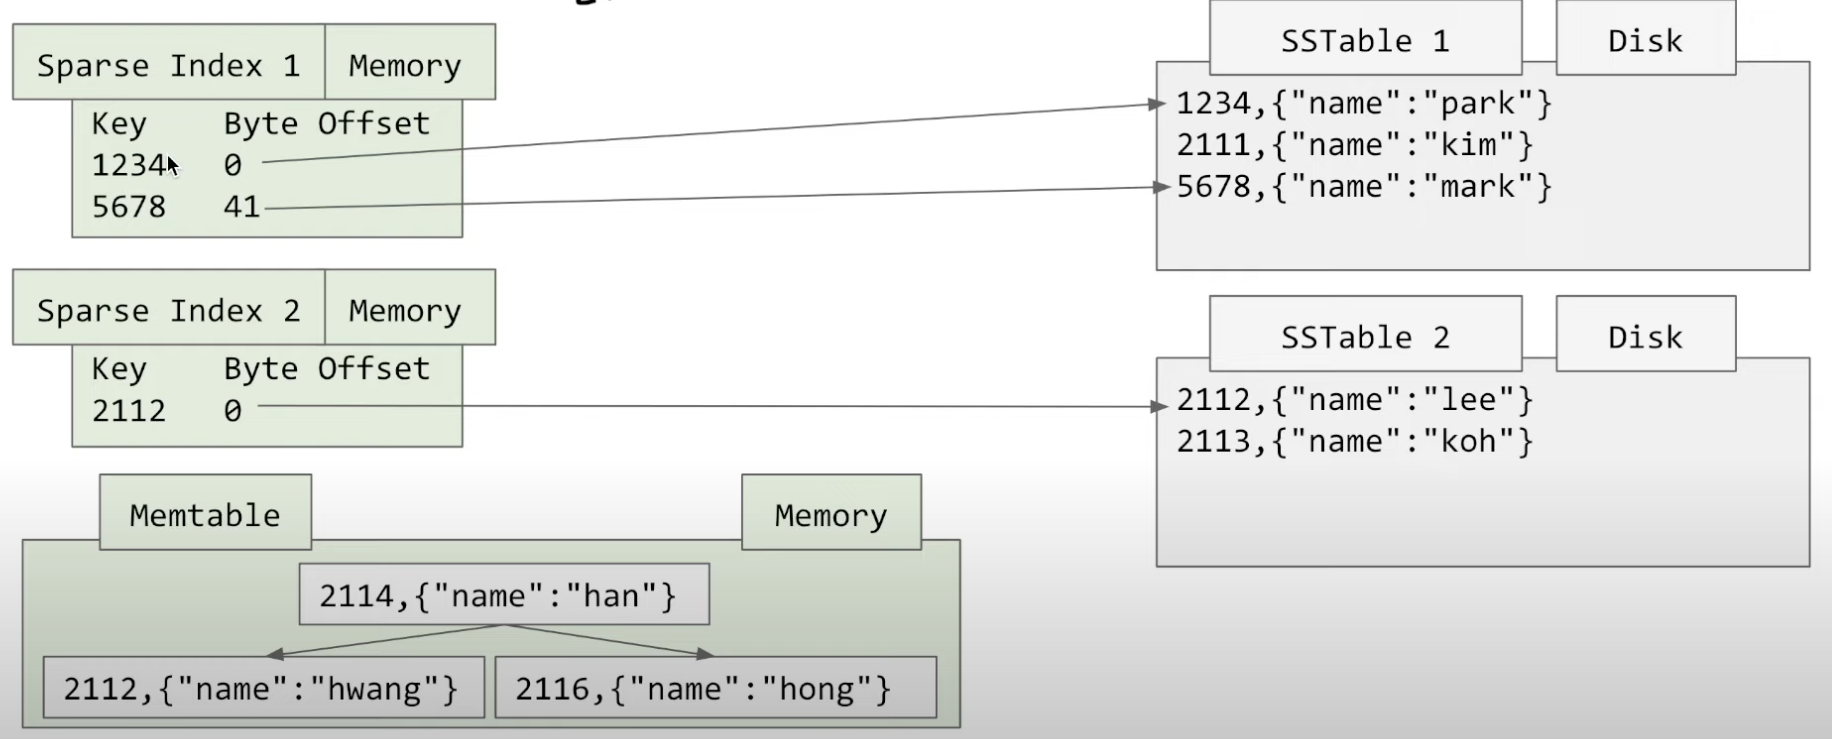 Sparse Index 1
Memory
Key Byte Offset
1234 0
5678 41
SSTable 1
Disk
1234,{"name":"park"}
2111,{"name":"kim"}
5678,{"name":"mark"}
Sparse Index 2
Memory
Key Byte Offset
2112 0
SSTable 2
Disk
2112,{"name":"lee"}
2113,{"name":"koh"}
Memtable
Memory
2114,{"name":"han"}
2112,{"name":"hwang"}
2116,{"name":"hong"}